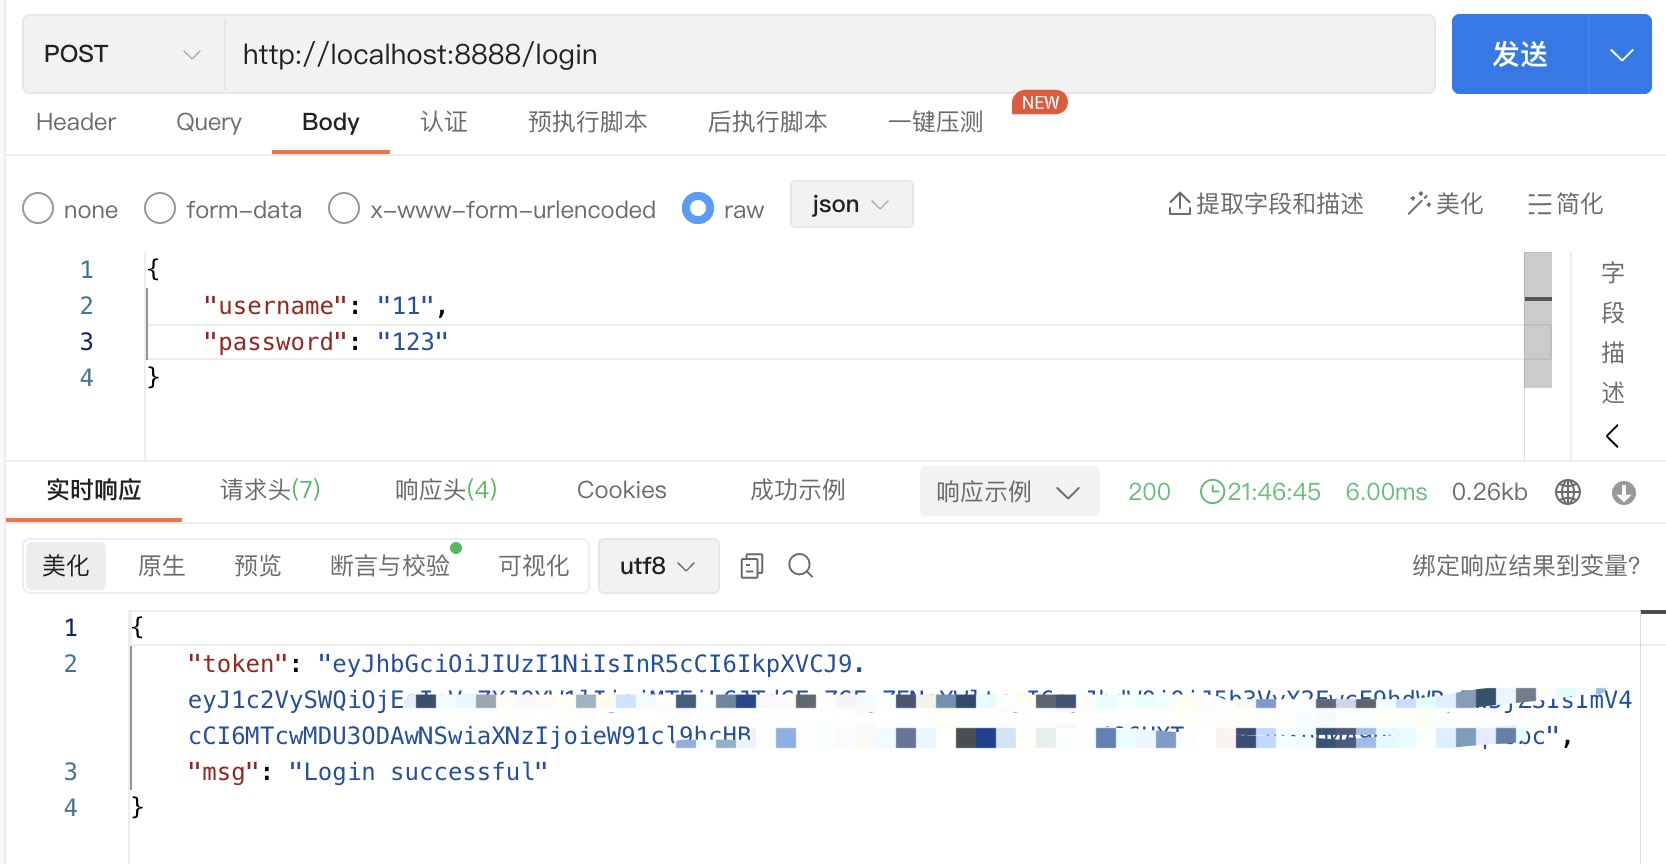 POST http://localhost:8888/login 发送
NEW
Header Query Body 认证 预执行脚本 后执行脚本 一键压测
none form-data x-www-form-urlencoded raw json 提取字段和描述 美化 简化
1 {
2 "username": "11",
3 "password": "123"
4 }
字
段
描
述
实时响应 请求头(7) 响应头(4) Cookies 成功示例 响应示例 200 21:46:45 6.00ms 0.26kb
美化 原生 预览 断言与校验 可视化 utf8 绑定响应结果到变量?
1 {
2 "token": "eyJhbGciOiJIUzI1NiIsInR5cCI6IkpXVCJ9.
eyJ1c2VySWQiOjE
cCI6MTcwMDU3ODAwNSwiaXNzIjoieW91cl9hcHB
3 "msg": "Login successful"
4 }